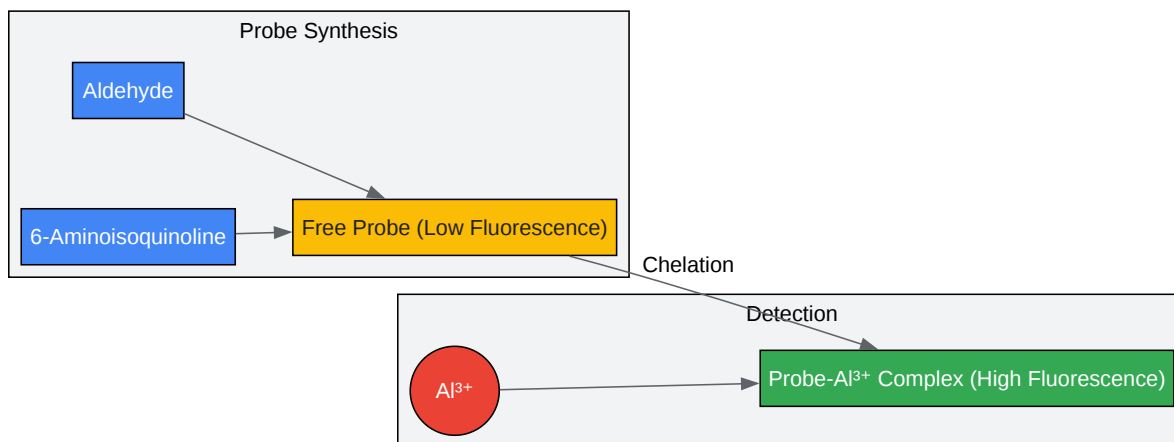 Probe Synthesis
Aldehyde
6-Aminoisoquinoline
Free Probe (Low Fluorescence)
Chelation
Detection
Al³⁺
Probe-Al³⁺ Complex (High Fluorescence)